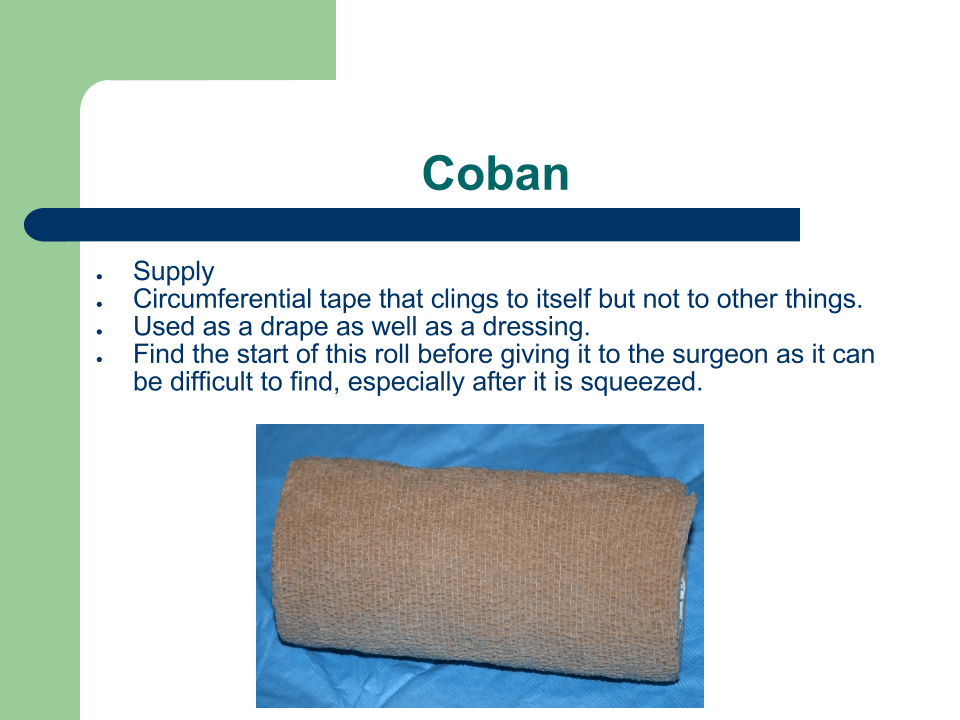 Coban
● Supply
● Circumferential tape that clings to itself but not to other things.
● Used as a drape as well as a dressing.
● Find the start of this roll before giving it to the surgeon as it can
be difficult to find, especially after it is squeezed.